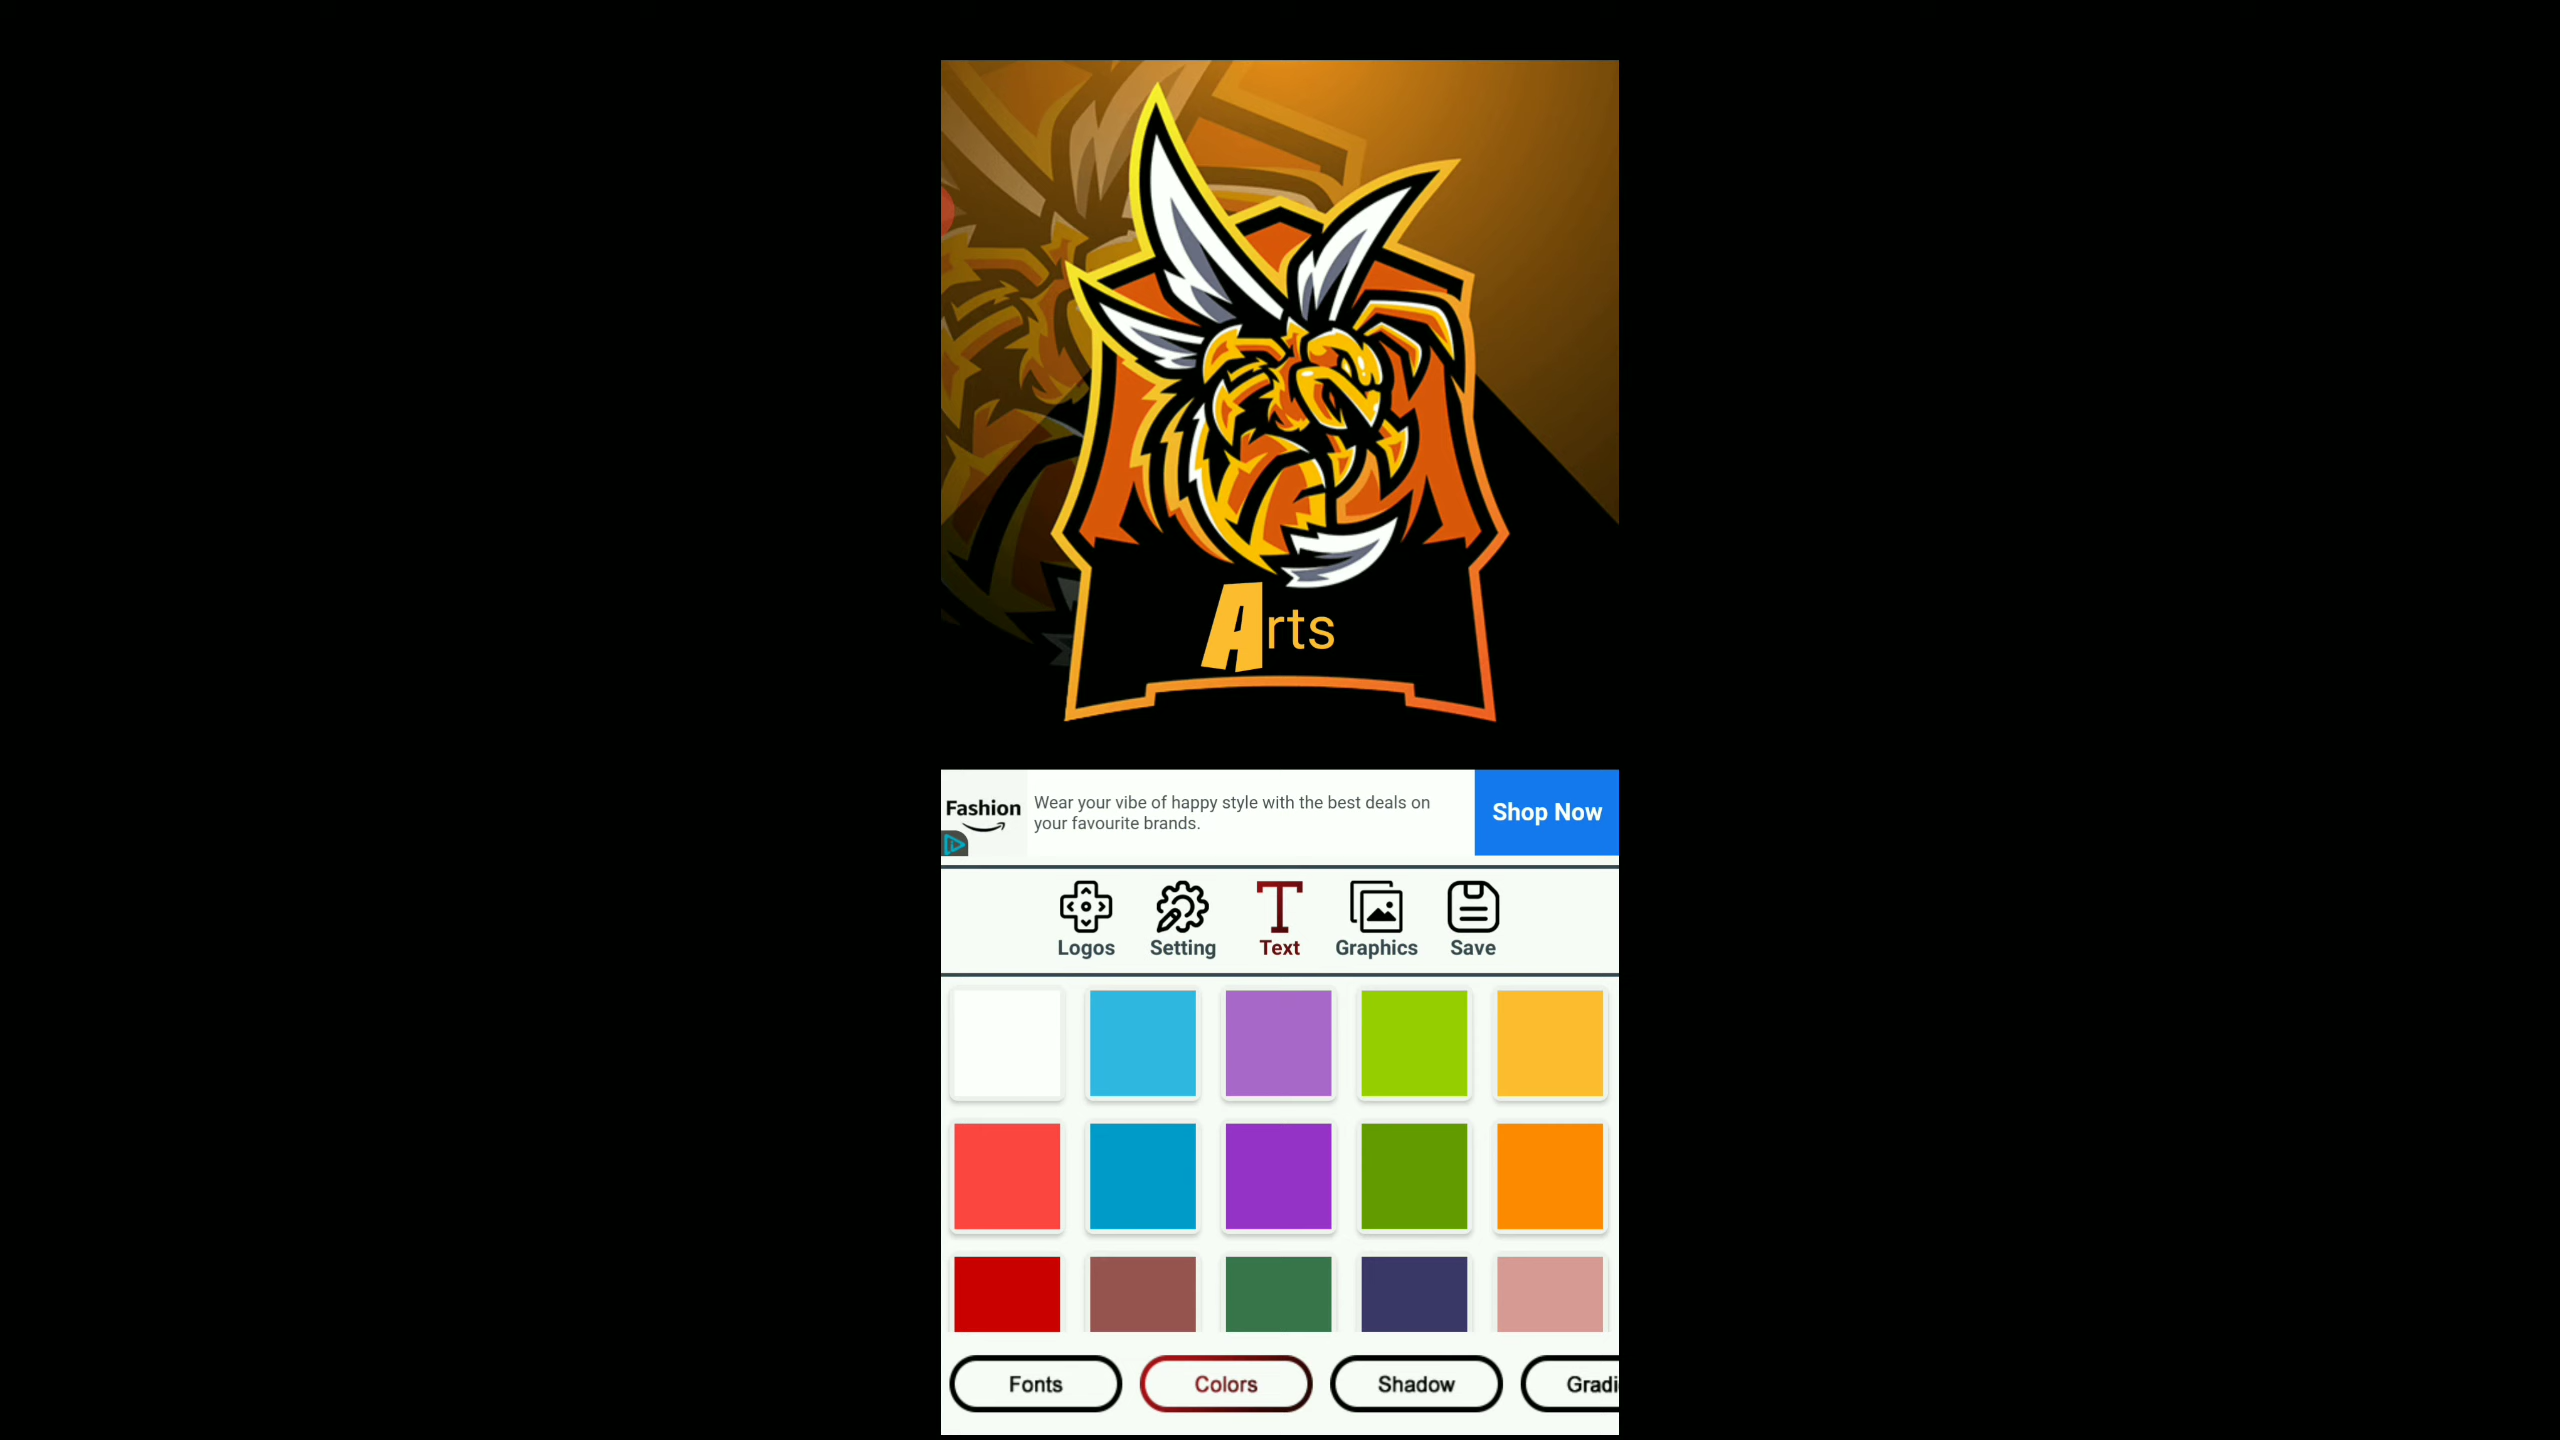 Arts
Fashion
Wear your vibe of happy style with the best deals on
your favourite brands.
Shop Now
Logos
Setting
Text
Graphics
Save
Fonts
Colors
Shadow
Gradi